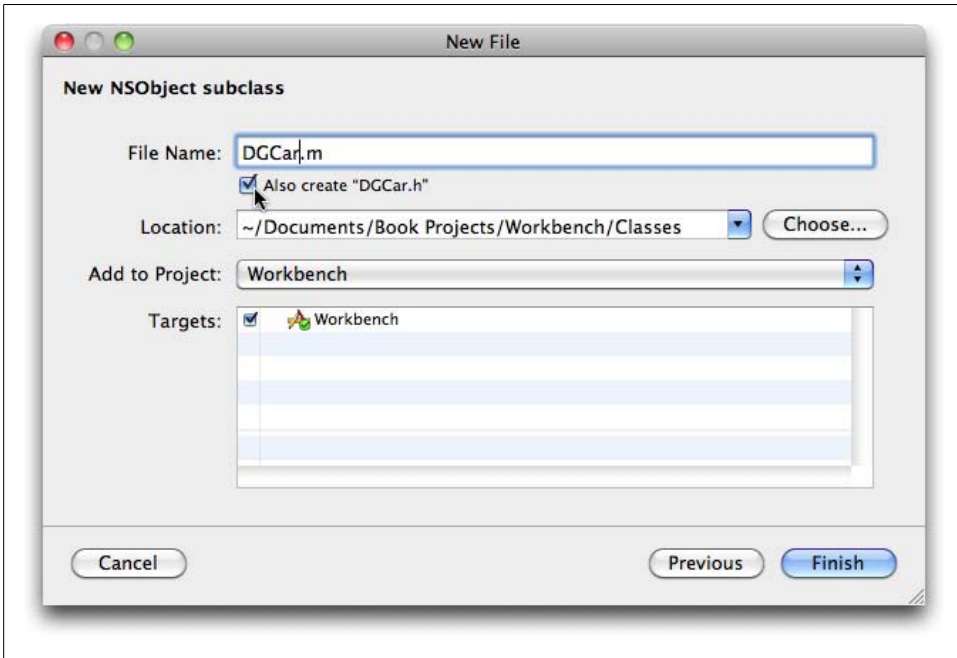 New File
New NSObject subclass
File Name: DGCar.m
Also create "DGCar.h"
Location: ~/Documents/Book Projects/Workbench/Classes Choose...
Add to Project: Workbench
Targets: Workbench
Cancel Previous Finish